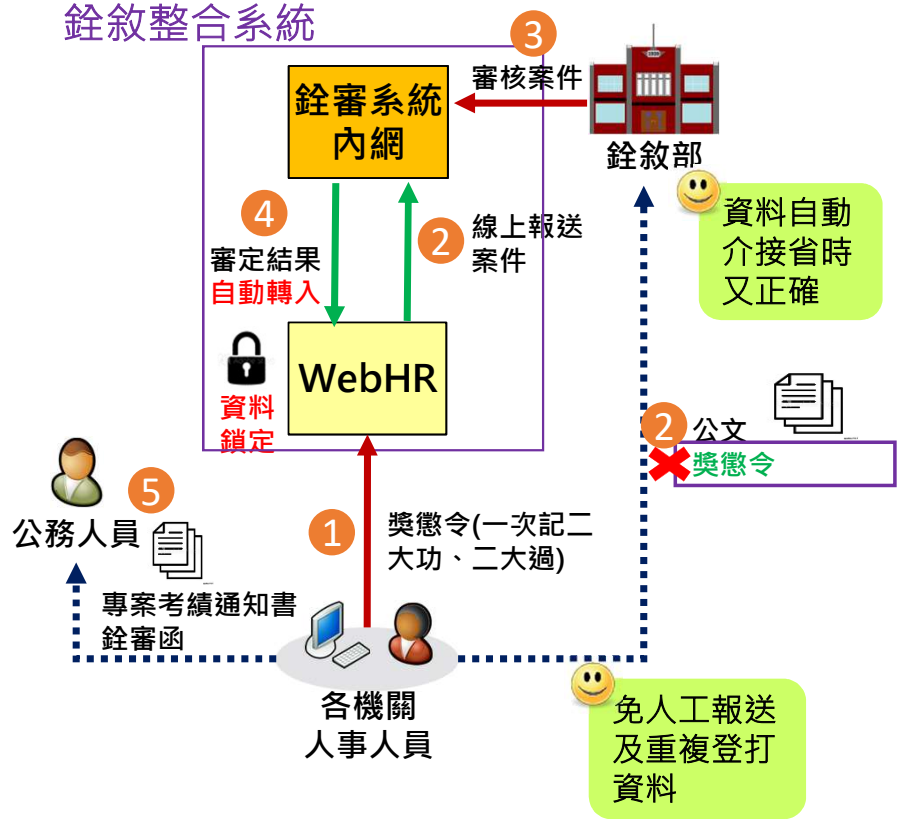 銓敘整合系統
3
審核案件
銓審系統
內網
銓敘部
4
審定結果
自動轉入
2
線上報送
案件
資料自動
介接省時
又正確
WebHR
資料
鎖定
2
公文
獎懲令
5
公務人員
1
獎懲令(一次記二
大功、二大過)
專案考績通知書
銓審函
各機關
人事人員
免人工報送
及重複登打
資料